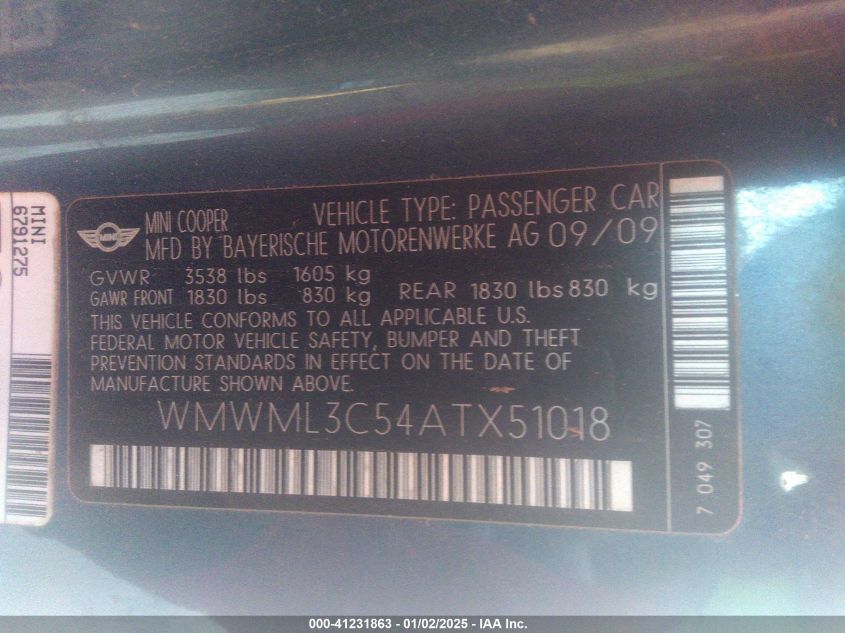 MINI
6791275
MINI COOPER
VEHICLE TYPE: PASSENGER CAR
MFD BY BAYERISCHE MOTORENWERKE AG 09/09
GVWR 3538 lbs 1605 kg
GAWR FRONT 1830 lbs 830 kg REAR 1830 lbs 830 kg
THIS VEHICLE CONFORMS TO ALL APPLICABLE U.S.
FEDERAL MOTOR VEHICLE SAFETY, BUMPER AND THEFT
PREVENTION STANDARDS IN EFFECT ON THE DATE OF
MANUFACTURE SHOWN ABOVE.
WMWML3C54ATX51018
7 049 307
000-41231863 - 01/02/2025 - IAA Inc.